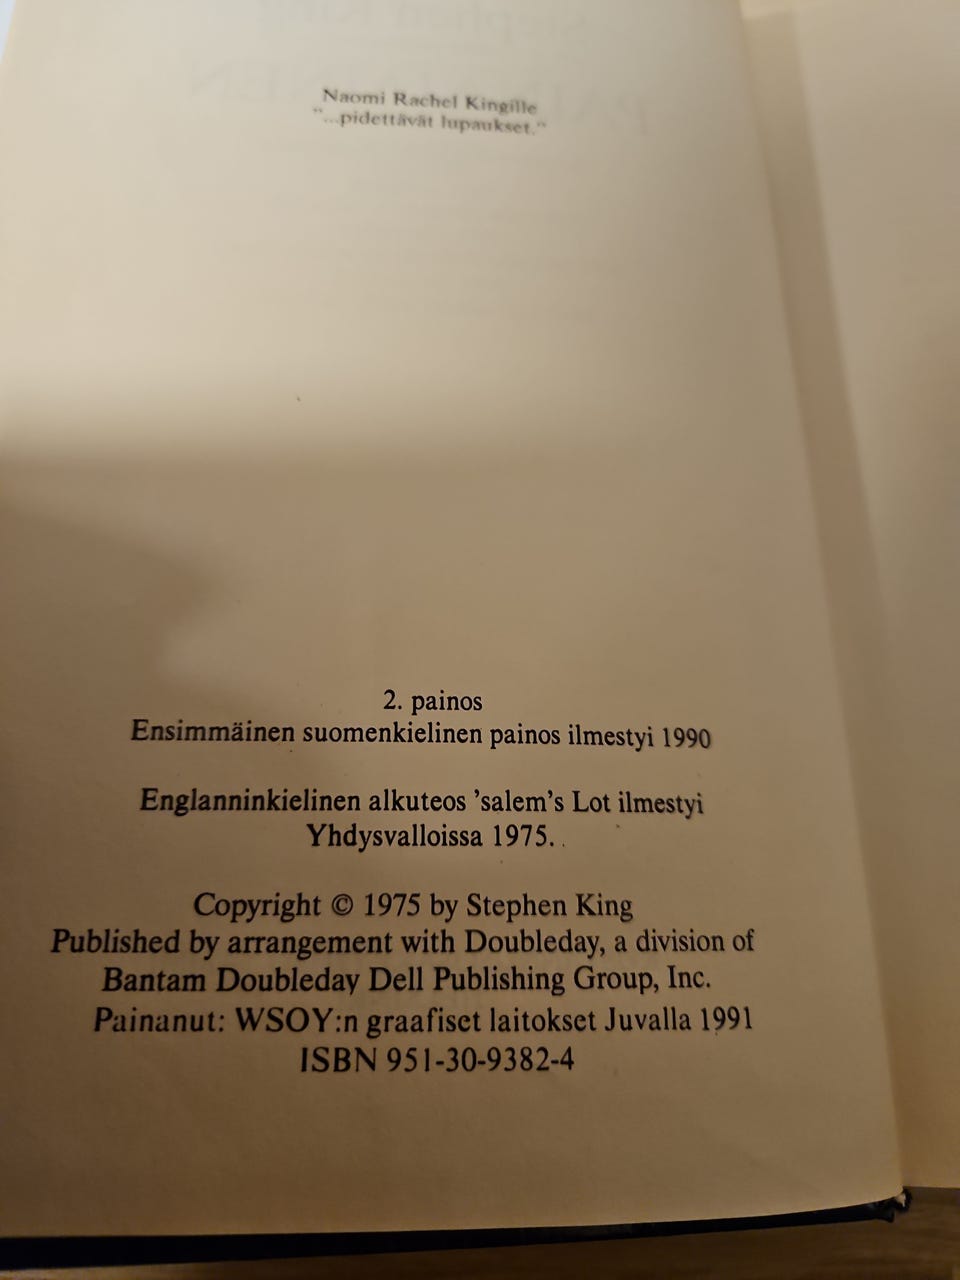 Naomi Rachel Kingille
"...pidettävät lupaukset."
2. painos
Ensimmäinen suomenkielinen painos ilmestyi 1990
Englanninkielinen alkuteos 'salem's Lot ilmestyi
Yhdysvalloissa 1975.
Copyright © 1975 by Stephen King
Published by arrangement with Doubleday, a division of
Bantam Doubleday Dell Publishing Group, Inc.
Painanut: WSOY:n graafiset laitokset Juvalla 1991
ISBN 951-30-9382-4